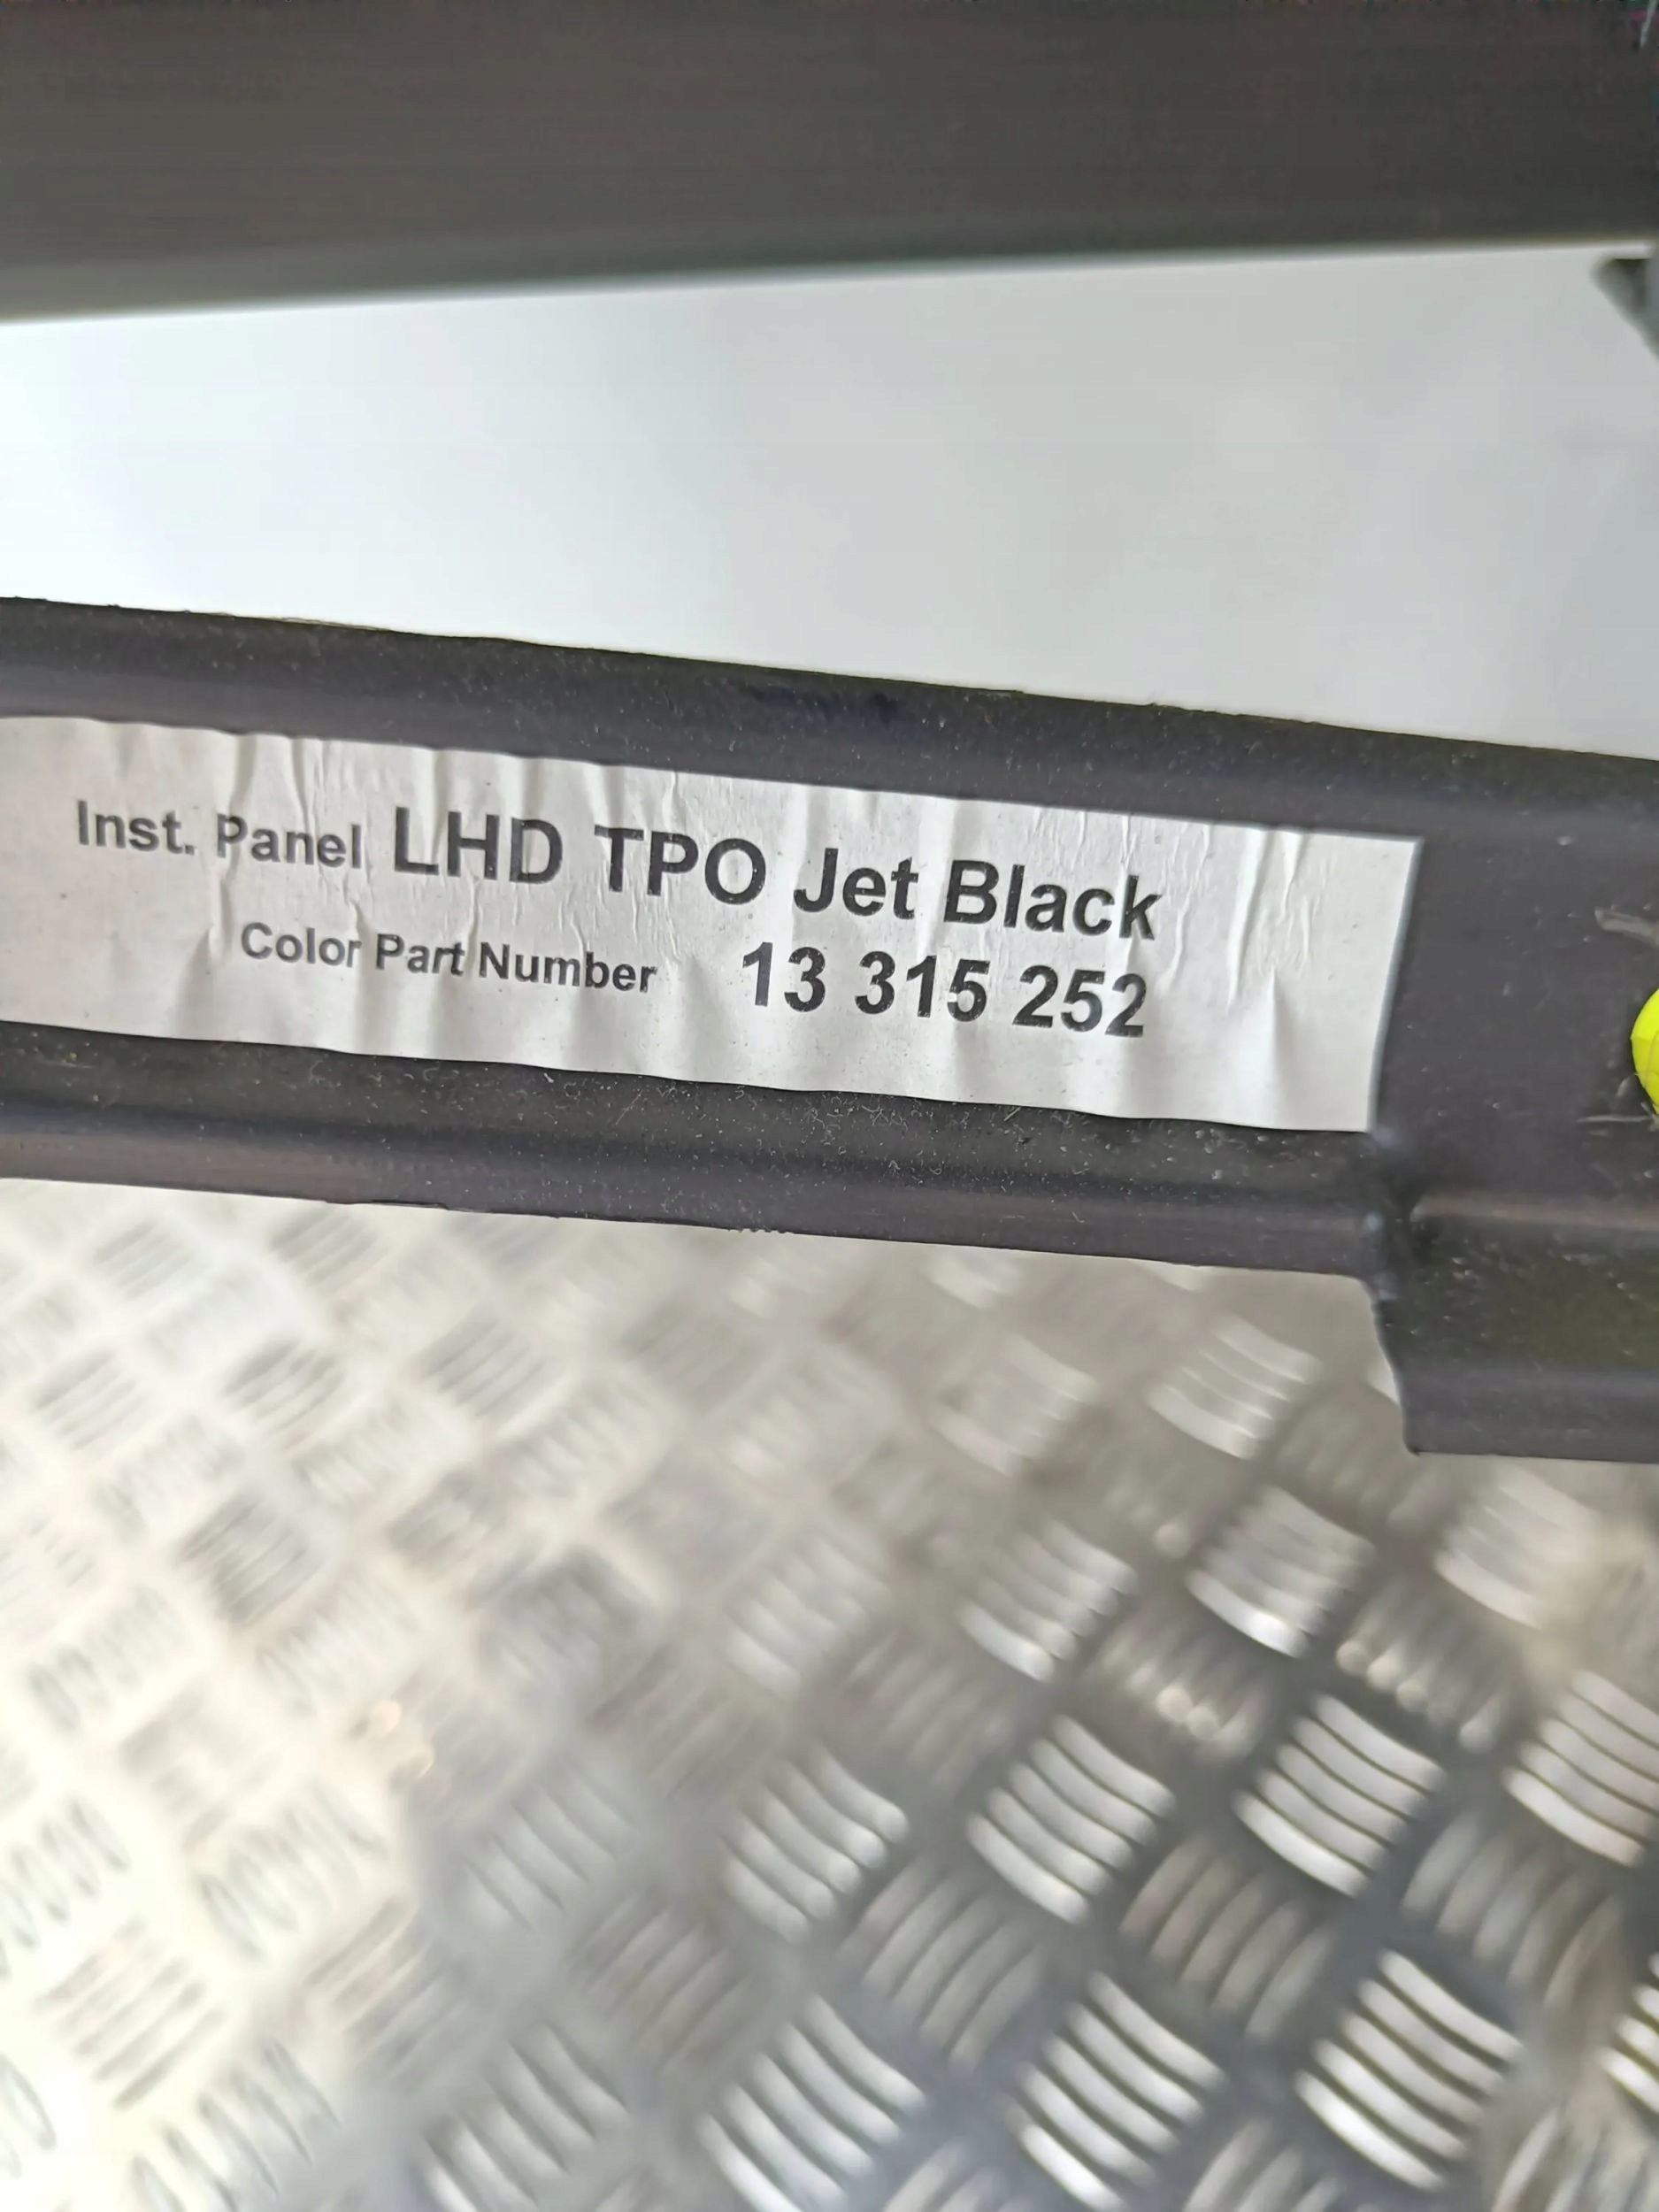 Inst. Panel LHD TPO Jet Black
Color Part Number 13 315 252